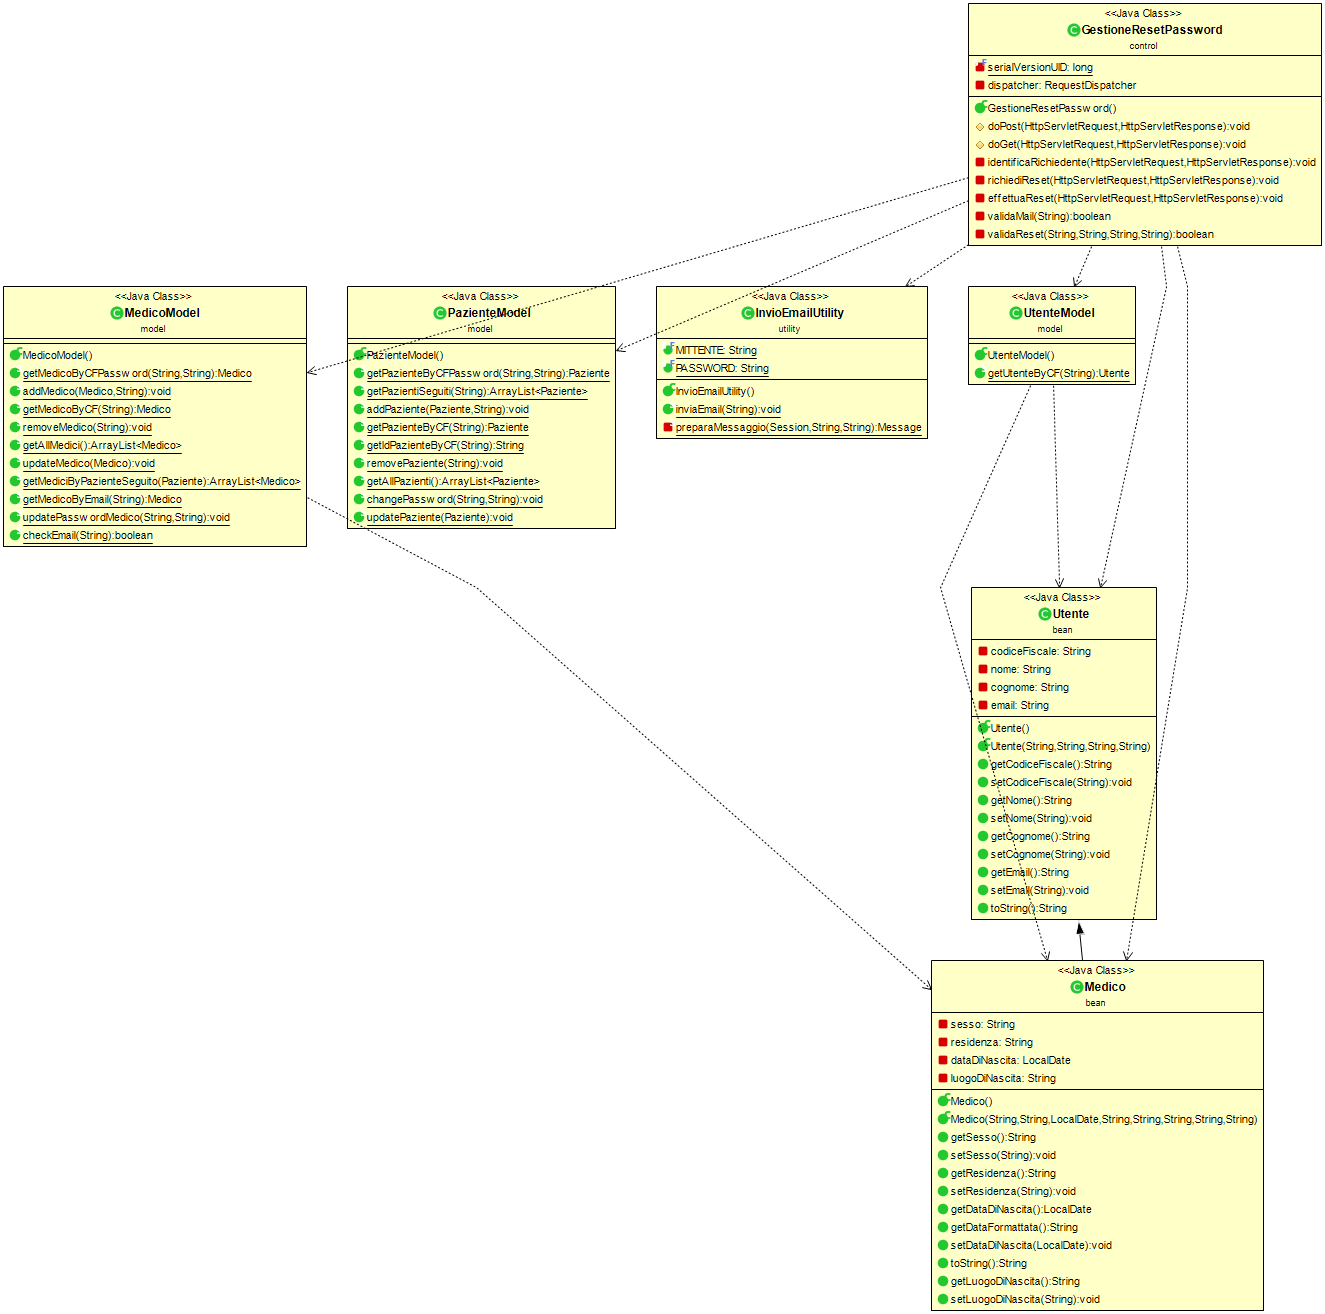 <<Java Class>>
GestioneResetPassword
control
serialVersionUID: long
dispatcher: RequestDispatcher
GestioneResetPassw ord()
doPost(HttpServletRequest,HttpServletResponse):void
doGet(HttpServletRequest,HttpServletResponse):void
identificaRichiedente(HttpServletRequest,HttpServletResponse):void
richiediReset(HttpServletRequest,HttpServletResponse):void
effettuaReset(HttpServletRequest,HttpServletResponse):void
validaMail(String):boolean
validaReset(String,String,String,String):boolean
<<Java Class>>
MedicoModel
model
MedicoModel()
getMedicoByCFPassw ord(String,String):Medico
addMedico(Medico,String):void
getMedicoByCF(String):Medico
removeMedico(String):void
getAllMedici():ArrayList<Medico>
updateMedico(Medico):void
getMediciByPazienteSeguito(Paziente):ArrayList<Medico>
getMedicoByEmail(String):Medico
updatePassw ordMedico(String,String):void
checkEmail(String):boolean
<<Java Class>>
PazienteModel
model
PazienteModel()
getPazienteByCFPassw ord(String,String):Paziente
getPazientiSeguiti(String):ArrayList<Paziente>
addPaziente(Paziente,String):void
getPazienteByCF(String):Paziente
getIdPazienteByCF(String):String
removePaziente(String):void
getAllPazienti():ArrayList<Paziente>
changePassw ord(String,String):void
updatePaziente(Paziente):void
<<Java Class>>
InvioEmailUtility
utility
MITTENTE: String
PASSWORD: String
InvioEmailUtility()
inviaEmail(String):void
preparaMessaggio(Session,String,String):Message
<<Java Class>>
UtenteModel
model
UtenteModel()
getUtenteByCF(String):Utente
<<Java Class>>
Utente
bean
codiceFiscale: String
nome: String
cognome: String
email: String
Utente()
Utente(String,String,String,String)
getCodiceFiscale():String
setCodiceFiscale(String):void
getNome():String
setNome(String):void
getCognome():String
setCognome(String):void
getEmail():String
setEmail(String):void
toString():String
<<Java Class>>
Medico
bean
sesso: String
residenza: String
dataDiNascita: LocalDate
luogoDiNascita: String
Medico()
Medico(String,String,LocalDate,String,String,String,String,String)
getSesso():String
setSesso(String):void
getResidenza():String
setResidenza(String):void
getDataDiNascita():LocalDate
getDataFormattata():String
setDataDiNascita(LocalDate):void
toString():String
getLuogoDiNascita():String
setLuogoDiNascita(String):void